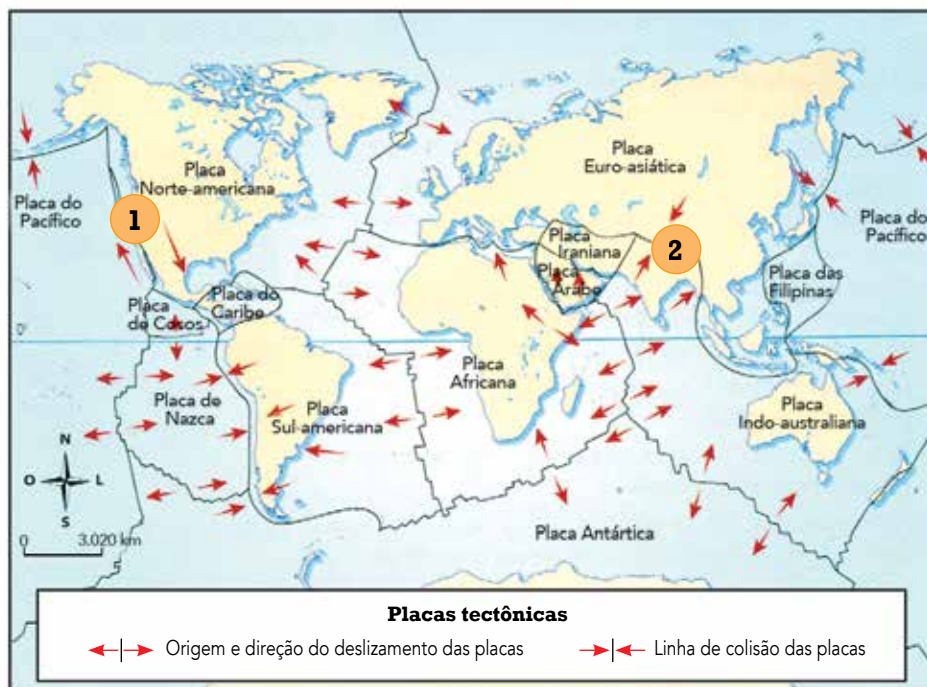 Placa
Norte-americana
Placa do
Pacífico
1
Placa
de Cocos
Placa do
Caribe
Placa de
Nazca
Placa
Sul-americana
Placa
Africana
Placa
Euro-asiática
Placa
Iraniana
Placa
Árabe
2
Placa do
Pacífico
Placa das
Filipinas
Placa
Indo-australiana
Placa Antártica
0°
N
O
L
S
0
3.020 km
Placas tectônicas
Origem e direção do deslizamento das placas
Linha de colisão das placas